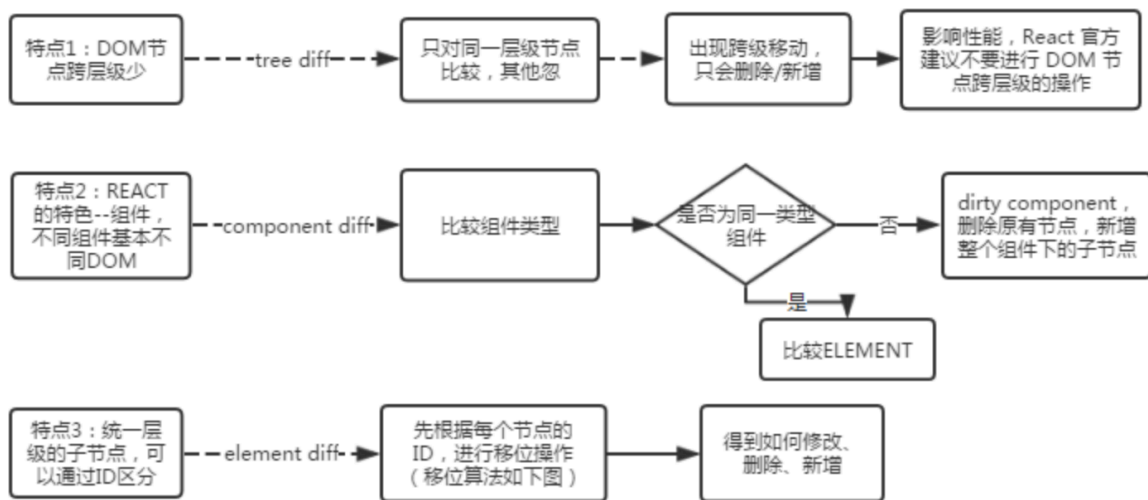 特点1：DOM节
点跨层级少
tree diff
只对同一层级节点
比较，其他忽
出现跨级移动，
只会删除/新增
影响性能，React 官方
建议不要进行 DOM 节
点跨层级的操作
特点2：REACT
的特色--组件，
不同组件基本不
同DOM
component diff
比较组件类型
是否为同一类型
组件
否
dirty component，
删除原有节点，新增
整个组件下的子节点
是
比较ELEMENT
特点3：统一层
级的子节点，可
以通过ID区分
element diff
先根据每个节点的
ID，进行移位操作
（移位算法如下图）
得到如何修改、
删除、新增